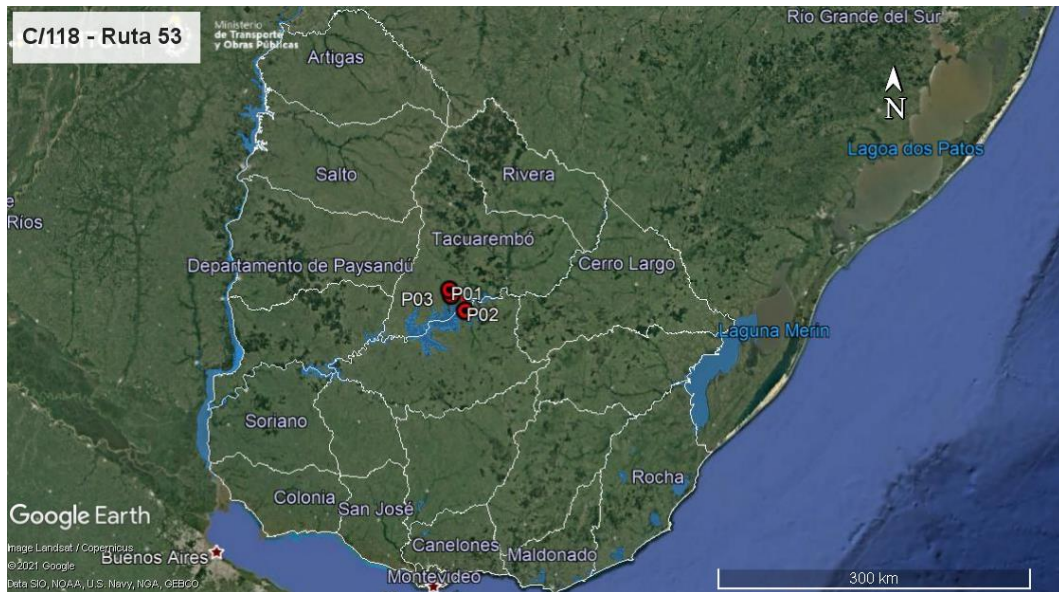 C/118 - Ruta 53
Ministerio
de Transporte
y Obras Públicas
Rio Grande del Sur
Artigas
N
Lagoa dos Patos
Salto
Rivera
e
Ríos
Tacuarembó
Departamento de Paysandú
Cerro Largo
P03
P01
P02
Laguna Merin
Soriano
Rocha
Colonia
San José
Google Earth
Canelones
Maldonado
Image Landsat / Copernicus
Buenos Aires
©2021 Google
Montevideo
300 km
Data SIO, NOAA, U.S. Navy, NGA, GEBCO